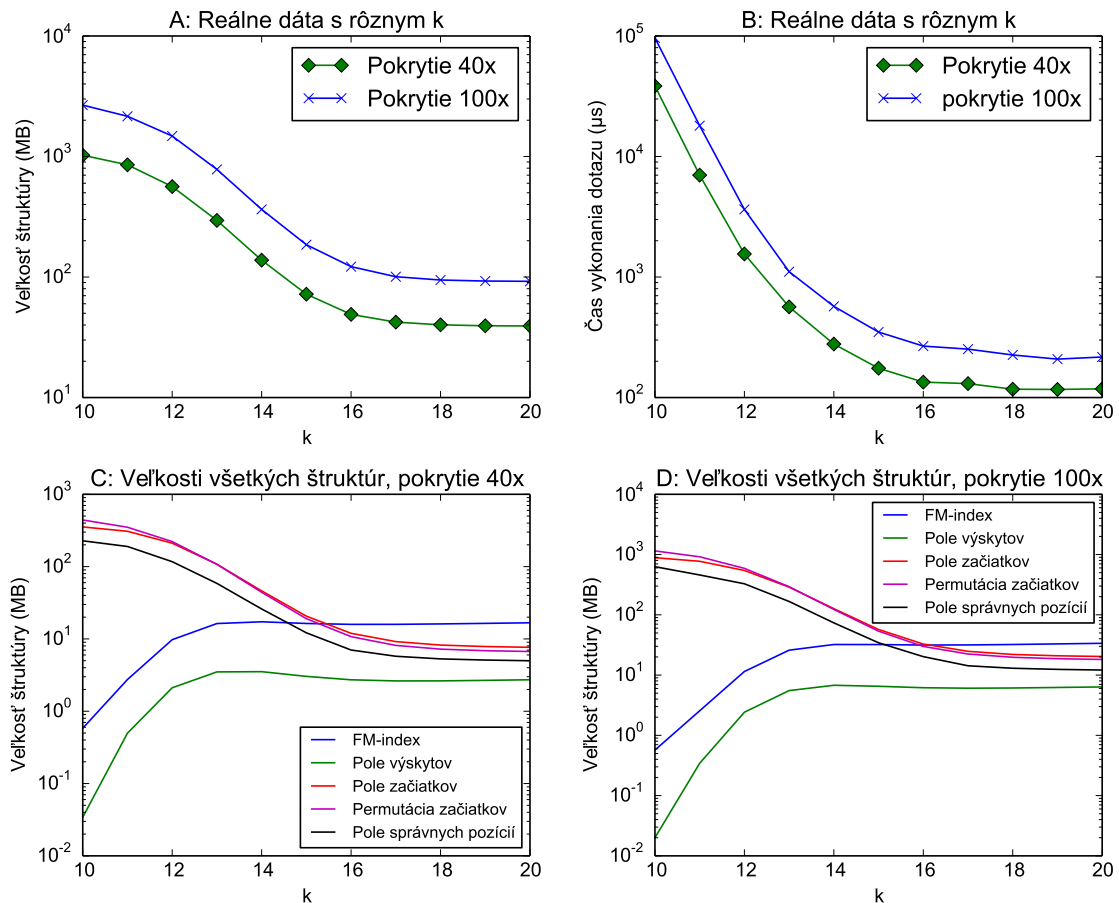 A: Reálne dáta s rôznym k
10^4
10^3
10^2
10^1
Veľkosť štruktúry (MB)
Pokrytie 40x
Pokrytie 100x
10 12 14 16 18 20
k
B: Reálne dáta s rôznym k
10^5
10^4
10^3
10^2
Čas vykonania dotazu (µs)
Pokrytie 40x
pokrytie 100x
10 12 14 16 18 20
k
C: Veľkosti všetkých štruktúr, pokrytie 40x
10^3
10^2
10^1
10^0
10^-1
10^-2
Veľkosť štruktúry (MB)
FM-index
Pole výskytov
Pole začiatkov
Permutácia začiatkov
Pole správnych pozícií
10 12 14 16 18 20
k
D: Veľkosti všetkých štruktúr, pokrytie 100x
10^4
10^3
10^2
10^1
10^0
10^-1
10^-2
Veľkosť štruktúry (MB)
FM-index
Pole výskytov
Pole začiatkov
Permutácia začiatkov
Pole správnych pozícií
10 12 14 16 18 20
k